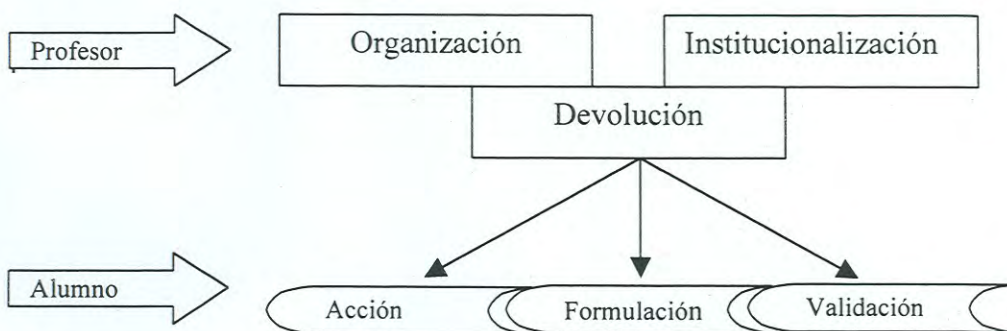 Profesor
Organización
Institucionalización
Devolución
Alumno
Acción
Formulación
Validación